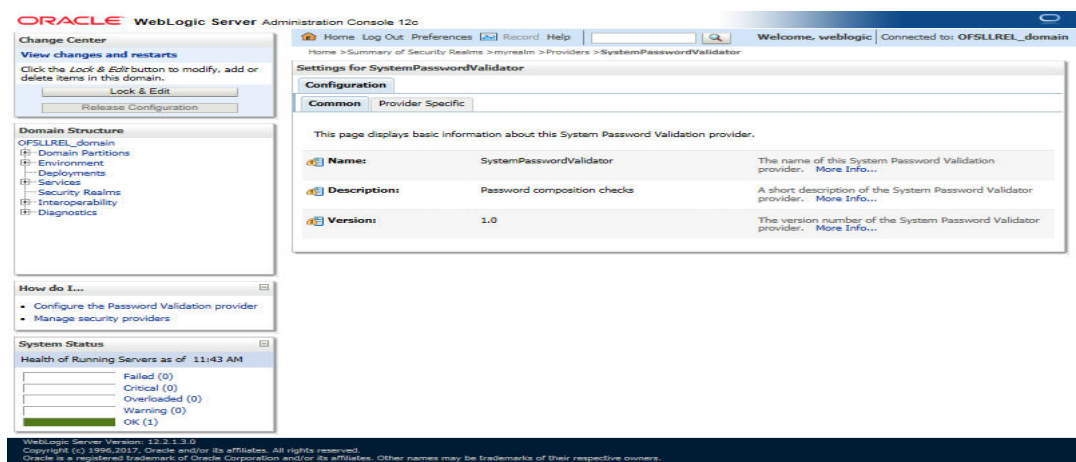 ORACLE WebLogic Server Administration Console 12c
Change Center
View changes and restarts
Click the Lock & Edit button to modify, add or
delete items in this domain.
Lock & Edit
Release Configuration
Domain Structure
OFSLLREL_domain
Domain Partitions
Environment
Deployments
Services
Security Realms
Interoperability
Diagnostics
How do I...
Configure the Password Validation provider
Manage security providers
System Status
Health of Running Servers as of 11:43 AM
Failed (0)
Critical (0)
Overloaded (0)
Warning (0)
OK (1)
Home Log Out Preferences Record Help
Welcome, weblogic Connected to: OFSLLREL_domain
Home >Summary of Security Realms >myrealm >Providers >SystemPasswordValidator
Settings for SystemPasswordValidator
Configuration
Common Provider Specific
This page displays basic information about this System Password Validation provider.
Name: SystemPasswordValidator The name of this System Password Validation
provider. More Info...
Description: Password composition checks A short description of the System Password Validator
provider. More Info...
Version: 1.0 The version number of the System Password Validator
provider. More Info...
WebLogic Server Version: 12.2.1.3.0
Copyright (c) 1996,2017, Oracle and/or its affiliates. All rights reserved.
Oracle is a registered trademark of Oracle Corporation and/or its affiliates. Other names may be trademarks of their respective owners.